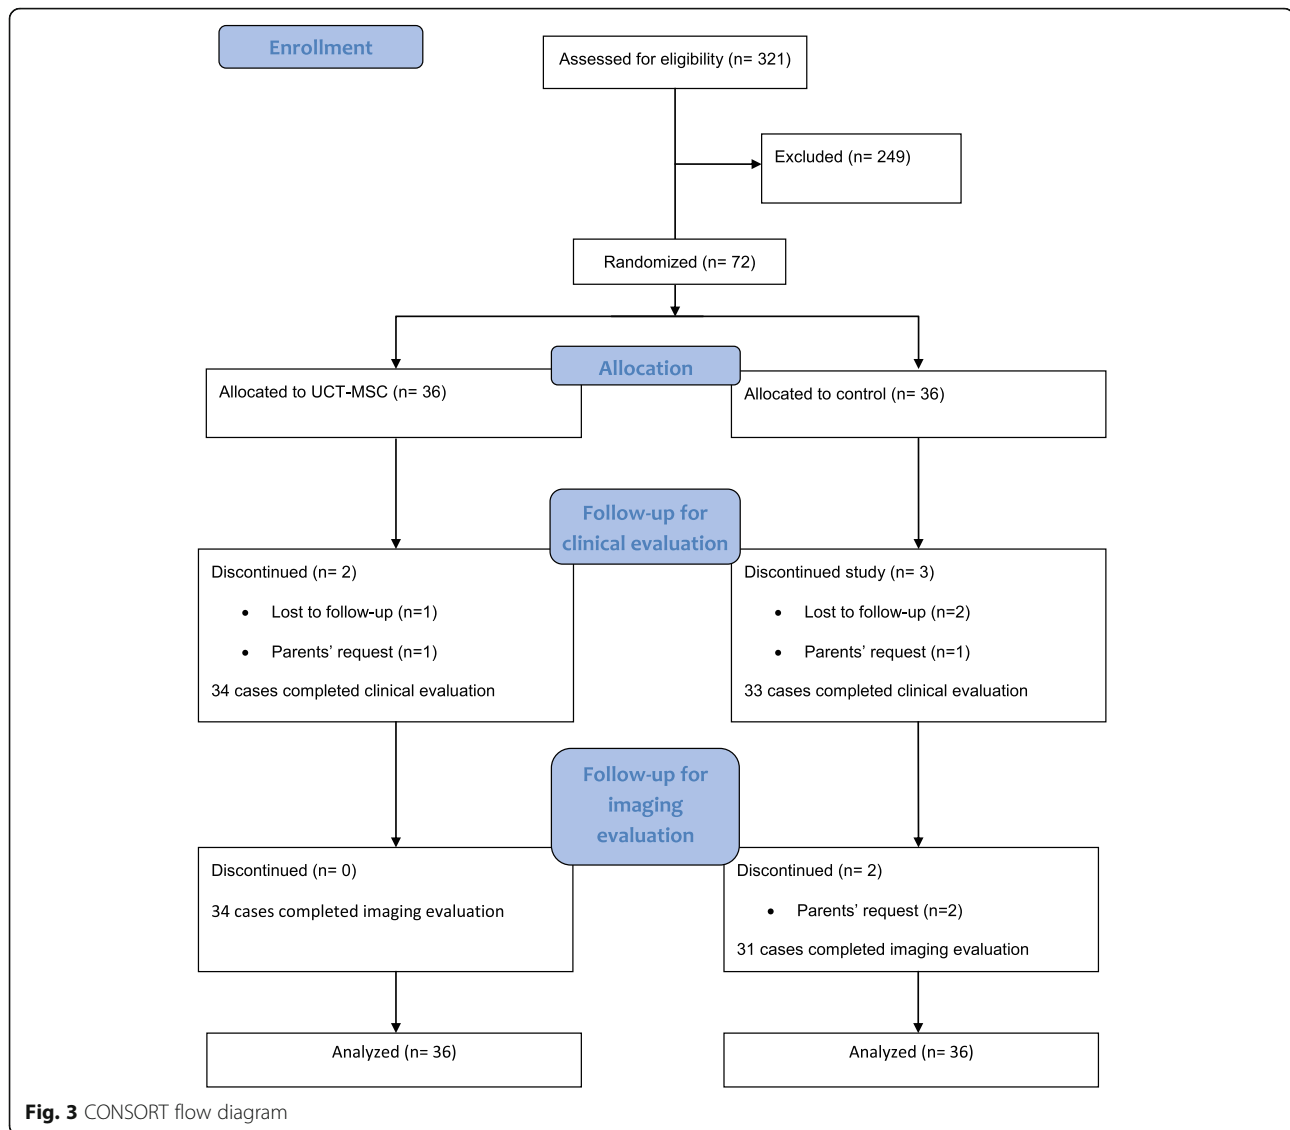 Enrollment
Assessed for eligibility (n= 321)
Excluded (n= 249)
Randomized (n= 72)
Allocation
Allocated to UCT-MSC (n= 36)
Allocated to control (n= 36)
Follow-up for
clinical evaluation
Discontinued (n= 2)
• Lost to follow-up (n=1)
• Parents’ request (n=1)
34 cases completed clinical evaluation
Discontinued study (n= 3)
• Lost to follow-up (n=2)
• Parents’ request (n=1)
33 cases completed clinical evaluation
Follow-up for
imaging
evaluation
Discontinued (n= 0)
34 cases completed imaging evaluation
Discontinued (n= 2)
• Parents’ request (n=2)
31 cases completed imaging evaluation
Analyzed (n= 36)
Analyzed (n= 36)
Fig. 3 CONSORT flow diagram